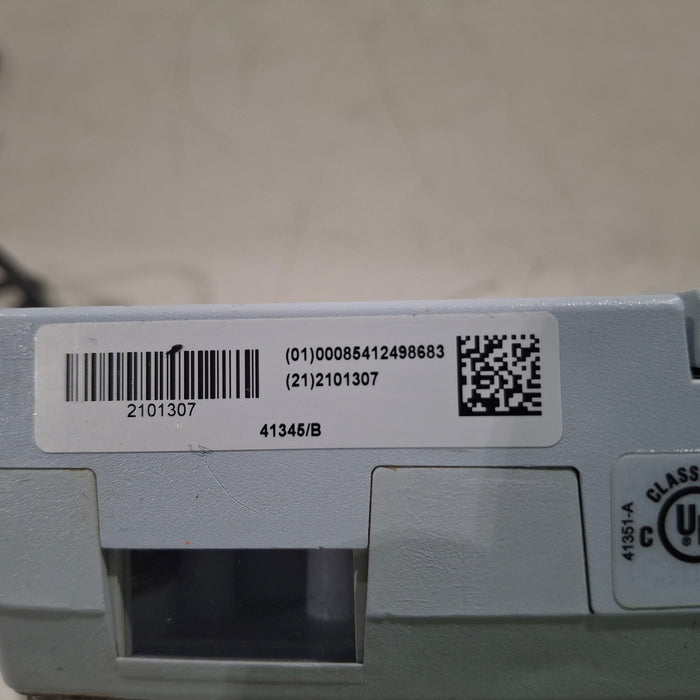 (01)00085412498683
(21)2101307
2101307
41345/B
CLASS
C
U
41351-A